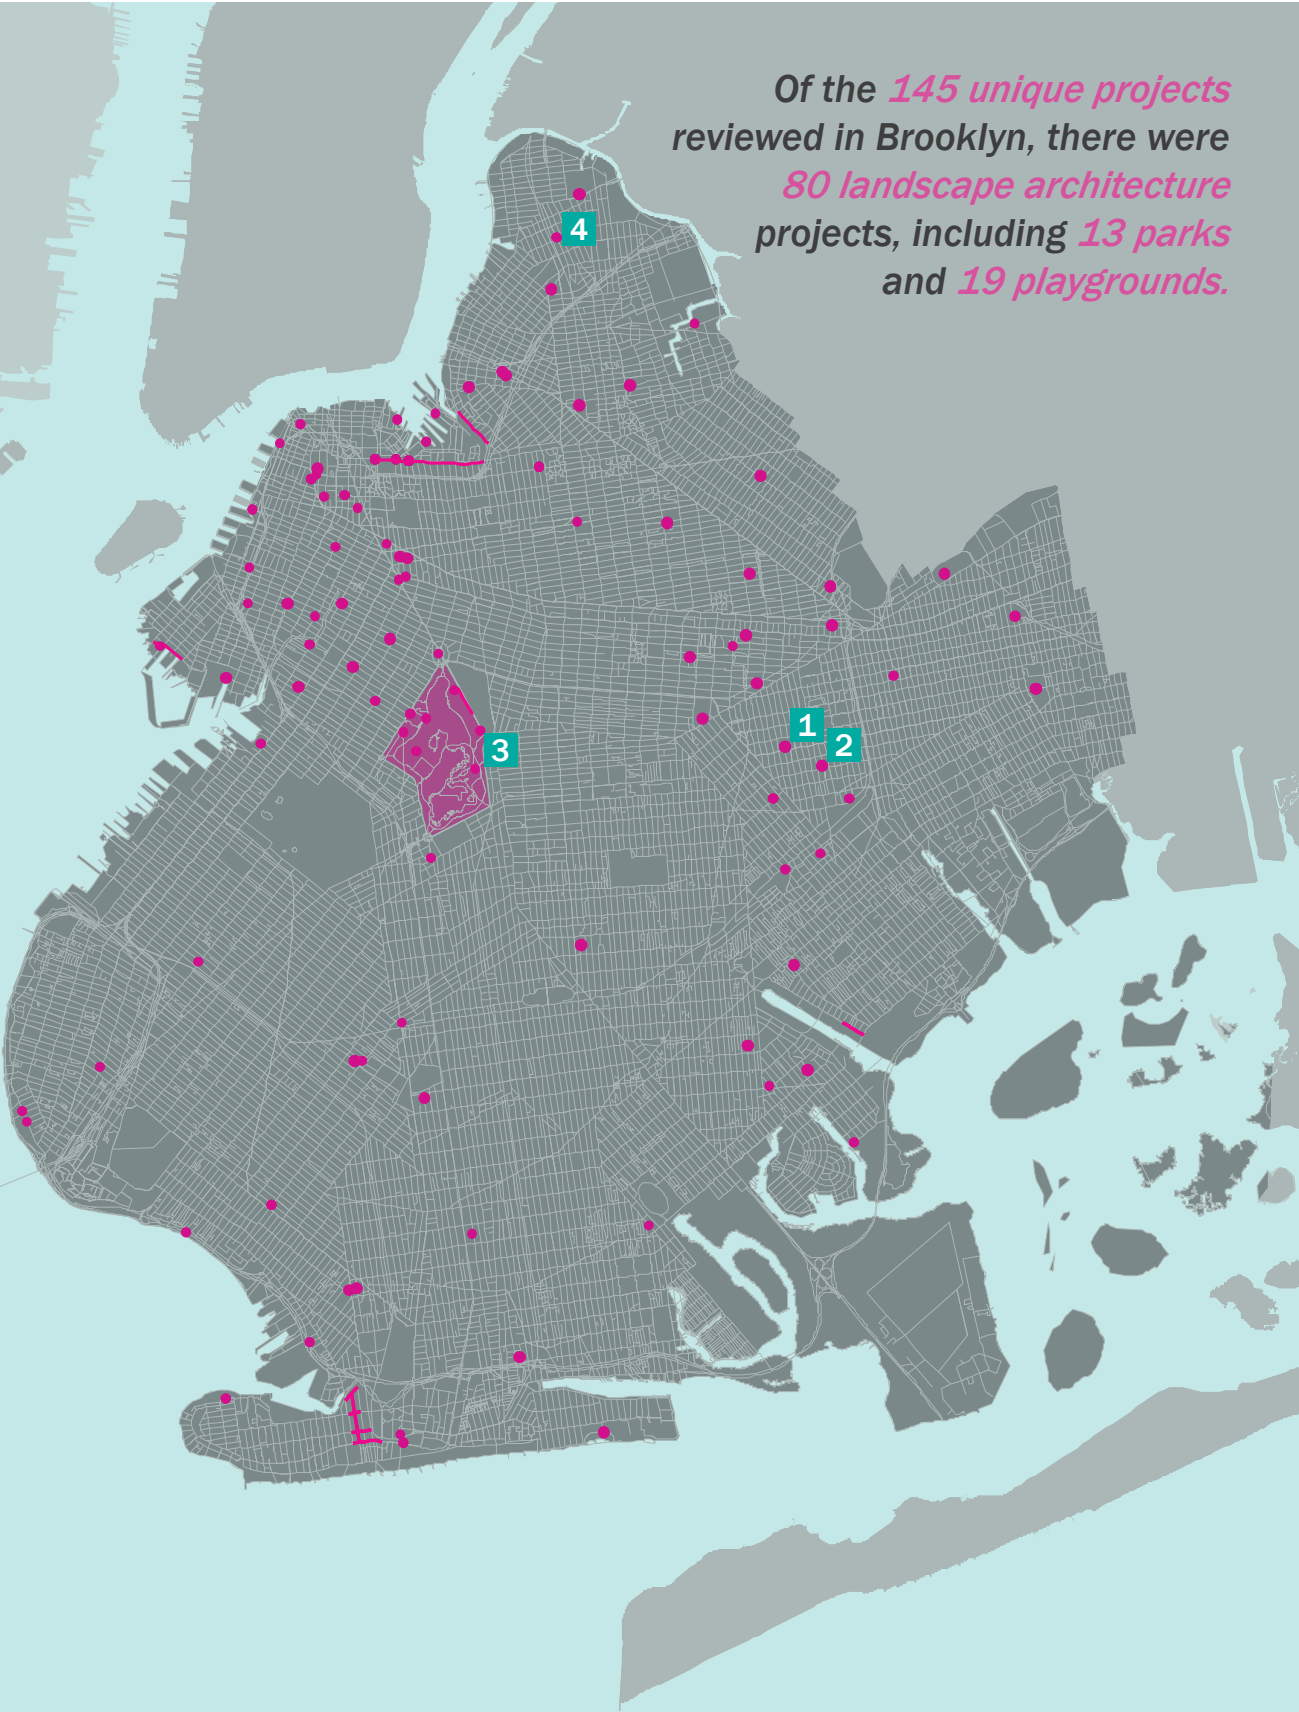 Of the 145 unique projects
reviewed in Brooklyn, there were
80 landscape architecture
projects, including 13 parks
and 19 playgrounds.
4
1
2
3